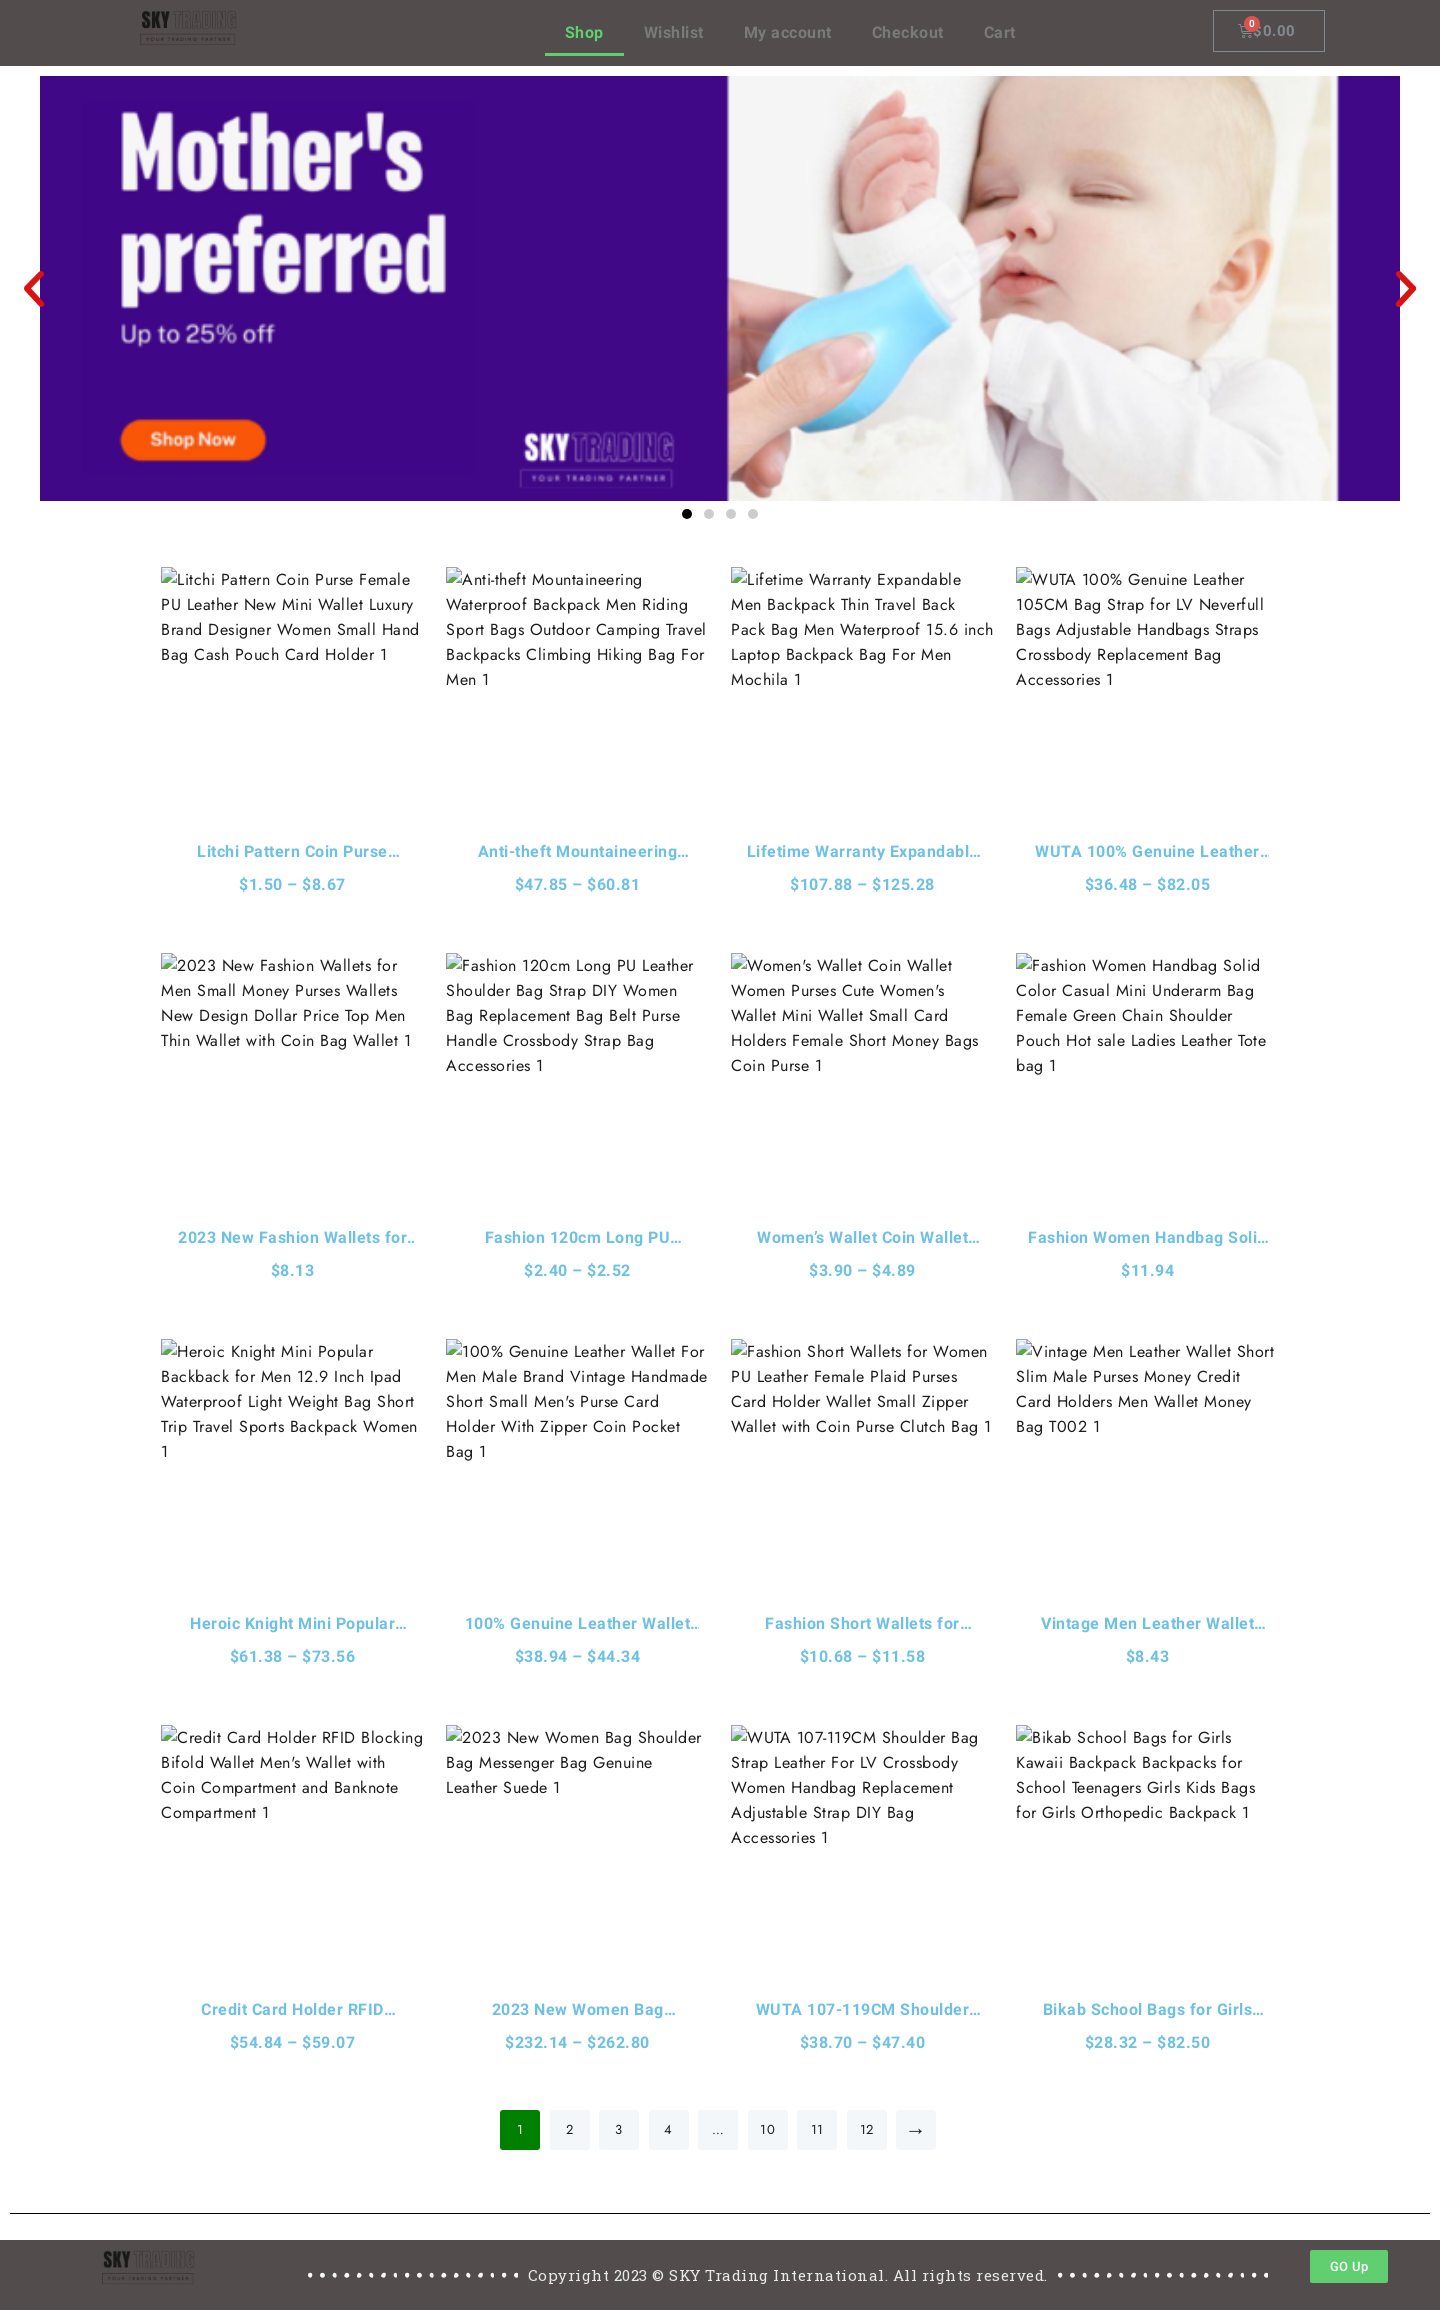 SKY TRADING
YOUR TRADING PARTNER
Shop Wishlist My account Checkout Cart
0
$0.00
Mother's
preferred
Up to 25% off
Shop Now
SKY TRADING
YOUR TRADING PARTNER
Litchi Pattern Coin Purse Female
PU Leather New Mini Wallet Luxury
Brand Designer Women Small Hand
Bag Cash Pouch Card Holder 1
Anti-theft Mountaineering
Waterproof Backpack Men Riding
Sport Bags Outdoor Camping Travel
Backpacks Climbing Hiking Bag For
Men 1
Lifetime Warranty Expandable
Men Backpack Thin Travel Back
Pack Bag Men Waterproof 15.6 inch
Laptop Backpack Bag For Men
Mochila 1
WUTA 100% Genuine Leather
105CM Bag Strap for LV Neverfull
Bags Adjustable Handbags Straps
Crossbody Replacement Bag
Accessories 1
Litchi Pattern Coin Purse…
$1.50 – $8.67
Anti-theft Mountaineering…
$47.85 – $60.81
Lifetime Warranty Expandabl…
$107.88 – $125.28
WUTA 100% Genuine Leather…
$36.48 – $82.05
2023 New Fashion Wallets for
Men Small Money Purses Wallets
New Design Dollar Price Top Men
Thin Wallet with Coin Bag Wallet 1
Fashion 120cm Long PU Leather
Shoulder Bag Strap DIY Women
Bag Replacement Bag Belt Purse
Handle Crossbody Strap Bag
Accessories 1
Women's Wallet Coin Wallet
Women Purses Cute Women's
Wallet Mini Wallet Small Card
Holders Female Short Money Bags
Coin Purse 1
Fashion Women Handbag Solid
Color Casual Mini Underarm Bag
Female Green Chain Shoulder
Pouch Hot sale Ladies Leather Tote
bag 1
2023 New Fashion Wallets for…
$8.13
Fashion 120cm Long PU…
$2.40 – $2.52
Women’s Wallet Coin Wallet…
$3.90 – $4.89
Fashion Women Handbag Soli…
$11.94
Heroic Knight Mini Popular
Backback for Men 12.9 Inch Ipad
Waterproof Light Weight Bag Short
Trip Travel Sports Backpack Women
1
100% Genuine Leather Wallet For
Men Male Brand Vintage Handmade
Short Small Men's Purse Card
Holder With Zipper Coin Pocket
Bag 1
Fashion Short Wallets for Women
PU Leather Female Plaid Purses
Card Holder Wallet Small Zipper
Wallet with Coin Purse Clutch Bag 1
Vintage Men Leather Wallet Short
Slim Male Purses Money Credit
Card Holders Men Wallet Money
Bag T002 1
Heroic Knight Mini Popular…
$61.38 – $73.56
100% Genuine Leather Wallet…
$38.94 – $44.34
Fashion Short Wallets for…
$10.68 – $11.58
Vintage Men Leather Wallet…
$8.43
Credit Card Holder RFID Blocking
Bifold Wallet Men's Wallet with
Coin Compartment and Banknote
Compartment 1
2023 New Women Bag Shoulder
Bag Messenger Bag Genuine
Leather Suede 1
WUTA 107-119CM Shoulder Bag
Strap Leather For LV Crossbody
Women Handbag Replacement
Adjustable Strap DIY Bag
Accessories 1
Bikab School Bags for Girls
Kawaii Backpack Backpacks for
School Teenagers Girls Kids Bags
for Girls Orthopedic Backpack 1
Credit Card Holder RFID…
$54.84 – $59.07
2023 New Women Bag…
$232.14 – $262.80
WUTA 107-119CM Shoulder…
$38.70 – $47.40
Bikab School Bags for Girls…
$28.32 – $82.50
1 2 3 4 … 10 11 12 →
SKY TRADING
YOUR TRADING PARTNER
Copyright 2023 © SKY Trading International. All rights reserved.
GO Up